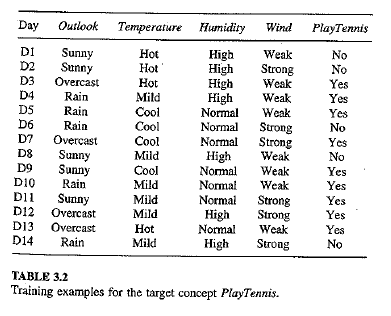 Day Outlook Temperature Humidity Wind PlayTennis
D1 Sunny Hot High Weak No
D2 Sunny Hot High Strong No
D3 Overcast Hot High Weak Yes
D4 Rain Mild High Weak Yes
D5 Rain Cool Normal Weak Yes
D6 Rain Cool Normal Strong No
D7 Overcast Cool Normal Strong Yes
D8 Sunny Mild High Weak No
D9 Sunny Cool Normal Weak Yes
D10 Rain Mild Normal Weak Yes
D11 Sunny Mild Normal Strong Yes
D12 Overcast Mild High Strong Yes
D13 Overcast Hot Normal Weak Yes
D14 Rain Mild High Strong No
TABLE 3.2
Training examples for the target concept PlayTennis.